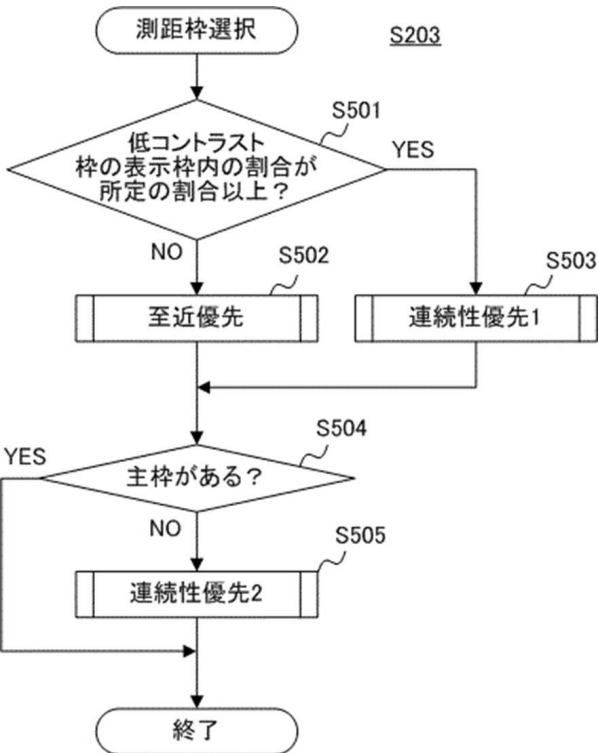 測距枠選択
S203
S501
低コントラスト
枠の表示枠内の割合が
所定の割合以上？
YES
NO
S502
S503
至近優先
連続性優先1
S504
YES
主枠がある？
NO
S505
連続性優先2
終了